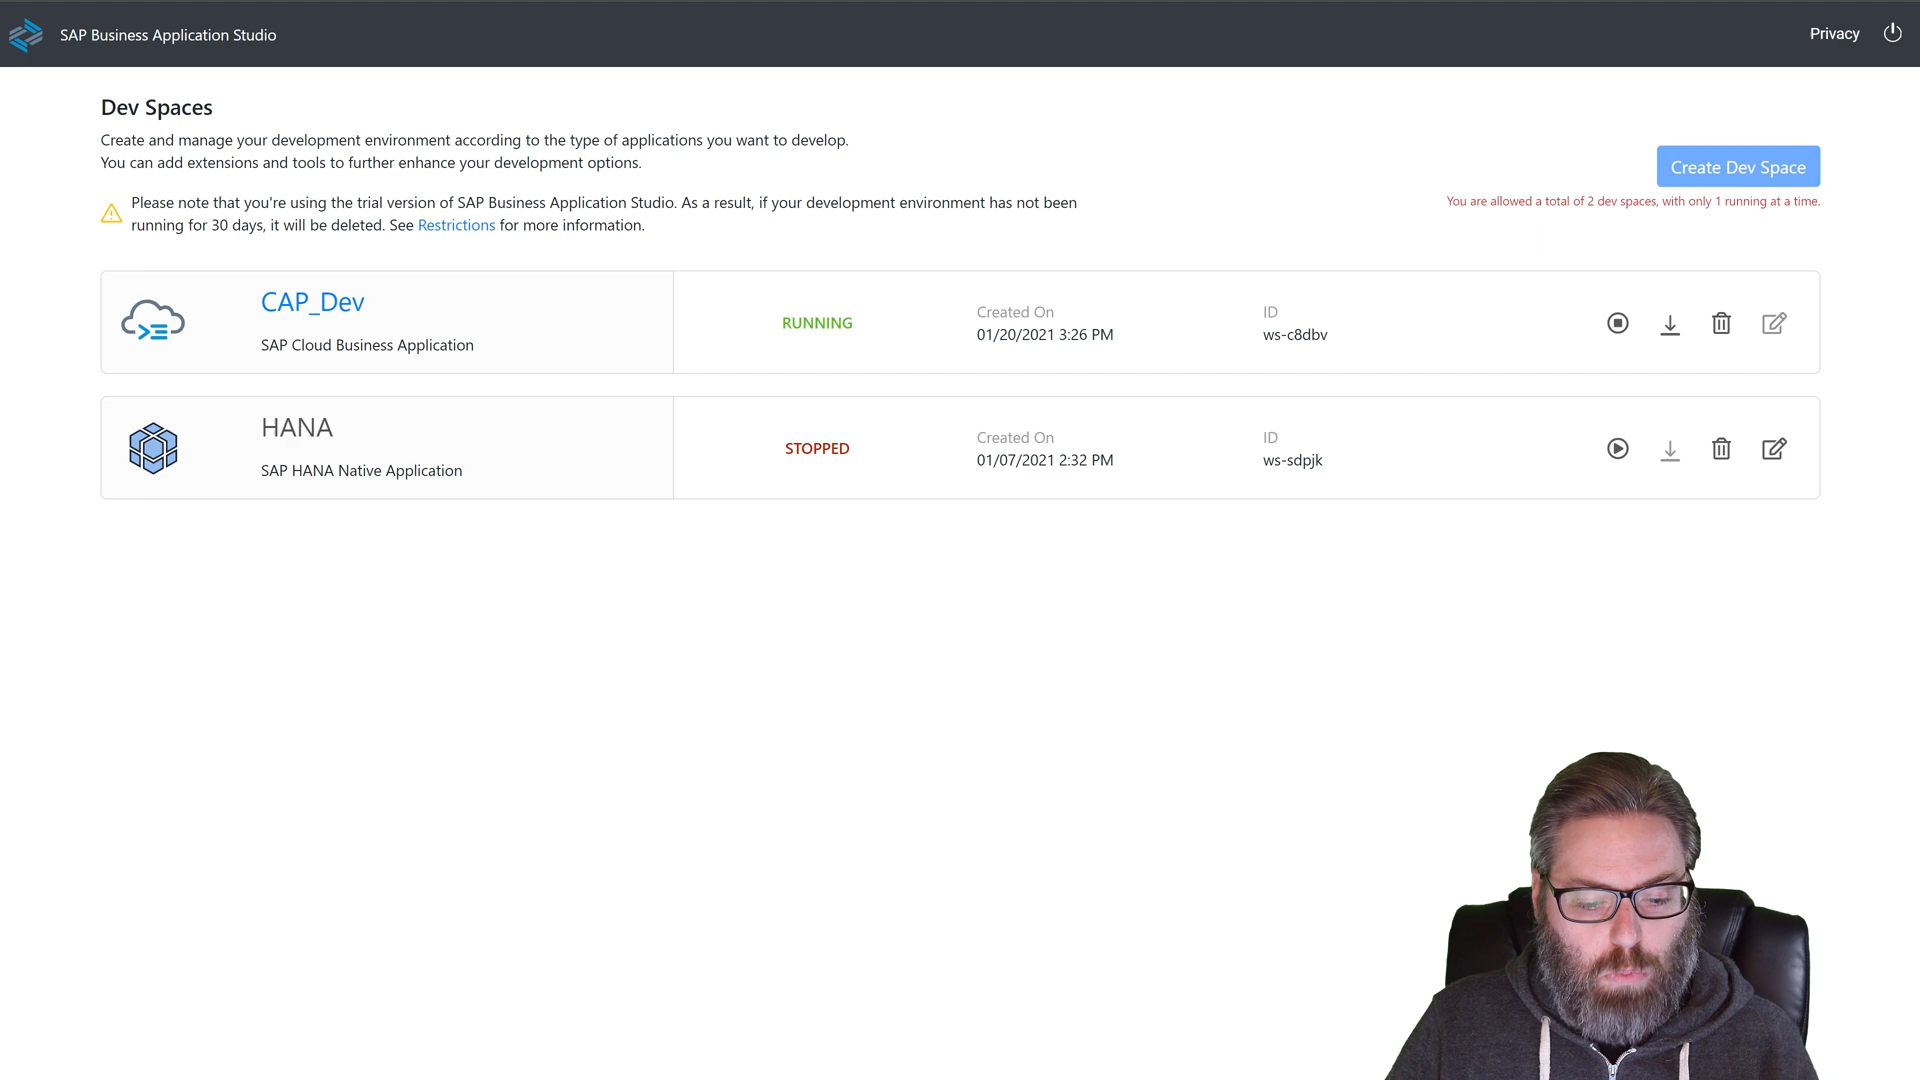 SAP Business Application Studio
Privacy
Dev Spaces
Create and manage your development environment according to the type of applications you want to develop.
You can add extensions and tools to further enhance your development options.
Create Dev Space
You are allowed a total of 2 dev spaces, with only 1 running at a time.
Please note that you're using the trial version of SAP Business Application Studio. As a result, if your development environment has not been
running for 30 days, it will be deleted. See Restrictions for more information.
CAP_Dev
SAP Cloud Business Application
RUNNING
Created On
01/20/2021 3:26 PM
ID
ws-c8dbv
HANA
SAP HANA Native Application
STOPPED
Created On
01/07/2021 2:32 PM
ID
ws-sdpjk